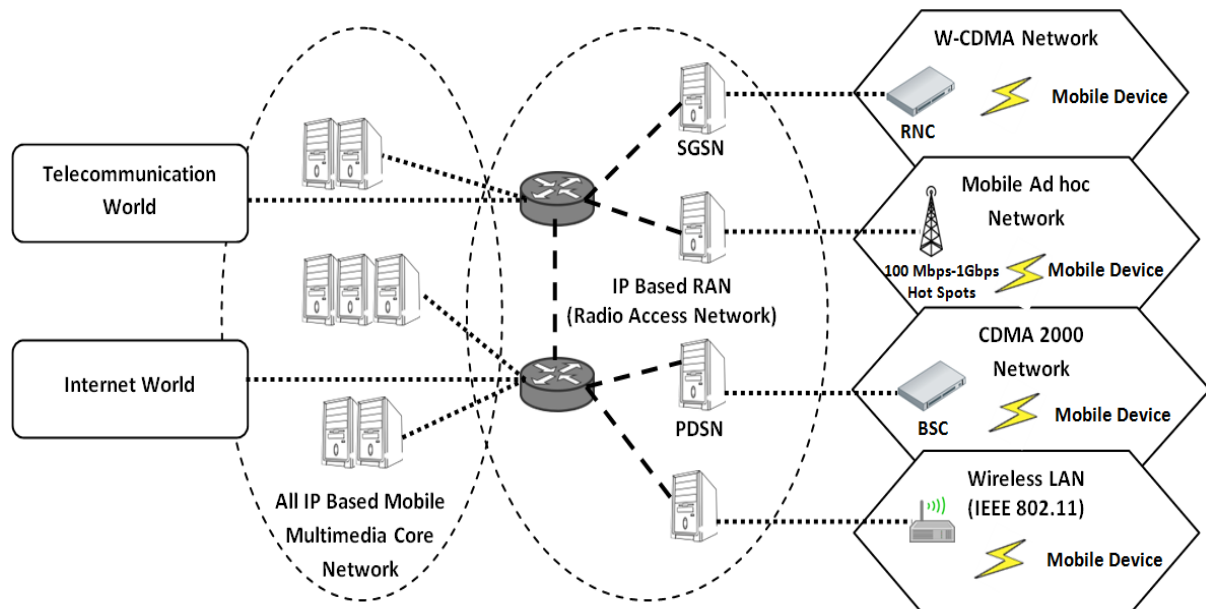 Telecommunication
World
Internet World
All IP Based Mobile
Multimedia Core
Network
SGSN
IP Based RAN
(Radio Access Network)
PDSN
W-CDMA Network
RNC
Mobile Device
Mobile Ad hoc
Network
100 Mbps-1Gbps
Hot Spots
Mobile Device
CDMA 2000
Network
BSC
Mobile Device
Wireless LAN
(IEEE 802.11)
Mobile Device